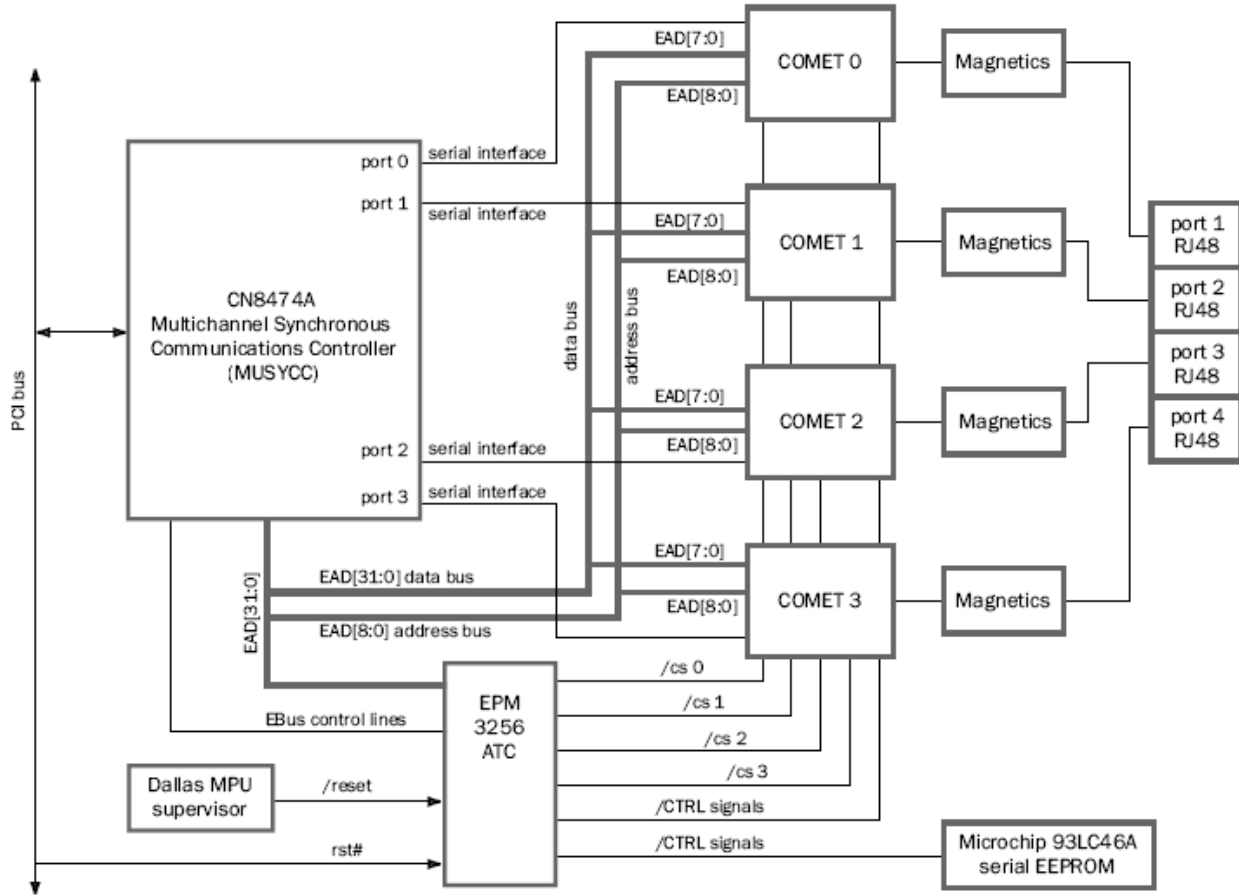 EAD[7:0]
COMET 0
Magnetics
EAD[8:0]
port 0
serial interface
port 1
serial interface
EAD[7:0]
COMET 1
Magnetics
EAD[8:0]
port 1
RJ48
port 2
RJ48
port 3
RJ48
port 4
RJ48
CN8474A
Multichannel Synchronous
Communications Controller
(MUSYCC)
PCI bus
data bus
address bus
EAD[7:0]
COMET 2
Magnetics
EAD[8:0]
port 2
serial interface
port 3
serial interface
EAD[7:0]
COMET 3
Magnetics
EAD[8:0]
EAD[31:0]
EAD[31:0] data bus
EAD[8:0] address bus
EPM
3256
ATC
/cs 0
/cs 1
/cs 2
/cs 3
/CTRL signals
/CTRL signals
EBus control lines
Dallas MPU
supervisor
/reset
rst#
Microchip 93LC46A
serial EEPROM